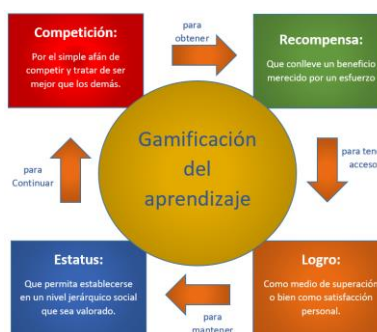 Competición:
Por el simple afán de
competir y tratar de ser
mejor que los demás.
para
obtener
Recompensa:
Que conlleve un beneficio
merecido por un esfuerzo
Gamificación
del
aprendizaje
para
Continuar
para ten
acceso
Estatus:
Que permita establecerse
en un nivel jerárquico social
que sea valorado.
para
mantener
Logro:
Como medio de superación
o bien como satisfacción
personal.